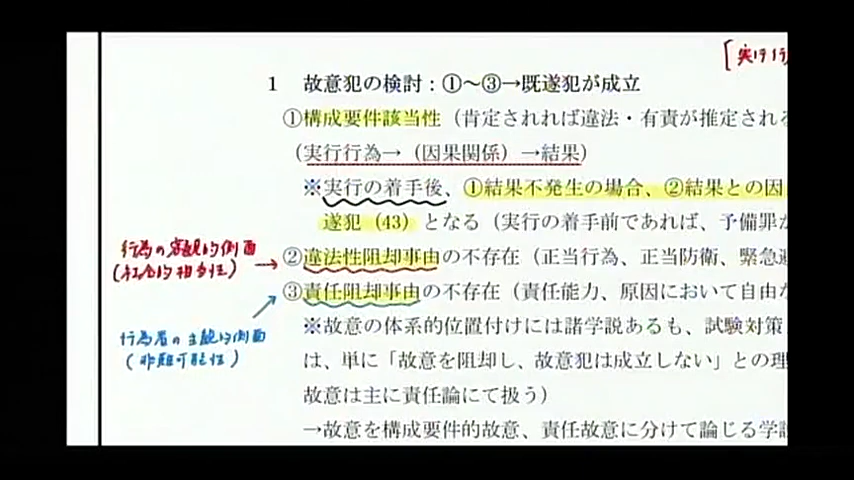 [実行行
1 故意犯の検討：①～③→既遂犯が成立
①構成要件該当性（肯定されれば違法・有責が推定される
（実行行為→（因果関係）→結果）
※実行の着手後、①結果不発生の場合、②結果との因
遂犯（43）となる（実行の着手前であれば、予備罪か
行為の客観的側面
（社会的相当性）→
②違法性阻却事由の不存在（正当行為、正当防衛、緊急避
③責任阻却事由の不存在（責任能力、原因において自由な
行為者の主観的側面
（非難可能性）
※故意の体系的位置付けには諸学説あるも、試験対策
は、単に「故意を阻却し、故意犯は成立しない」との理
故意は主に責任論にて扱う）
→故意を構成要件的故意、責任故意に分けて論じる学説